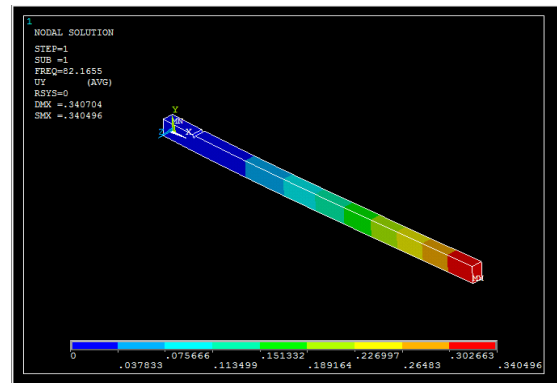 1
NODAL SOLUTION
STEP=1
SUB =1
FREQ=82.1655
UY (AVG)
RSYS=0
DMX =.340704
SMX =.340496
Y
MN
Z X
MX
0 .075666 .151332 .226997 .302663
.037833 .113499 .189164 .26483 .340496